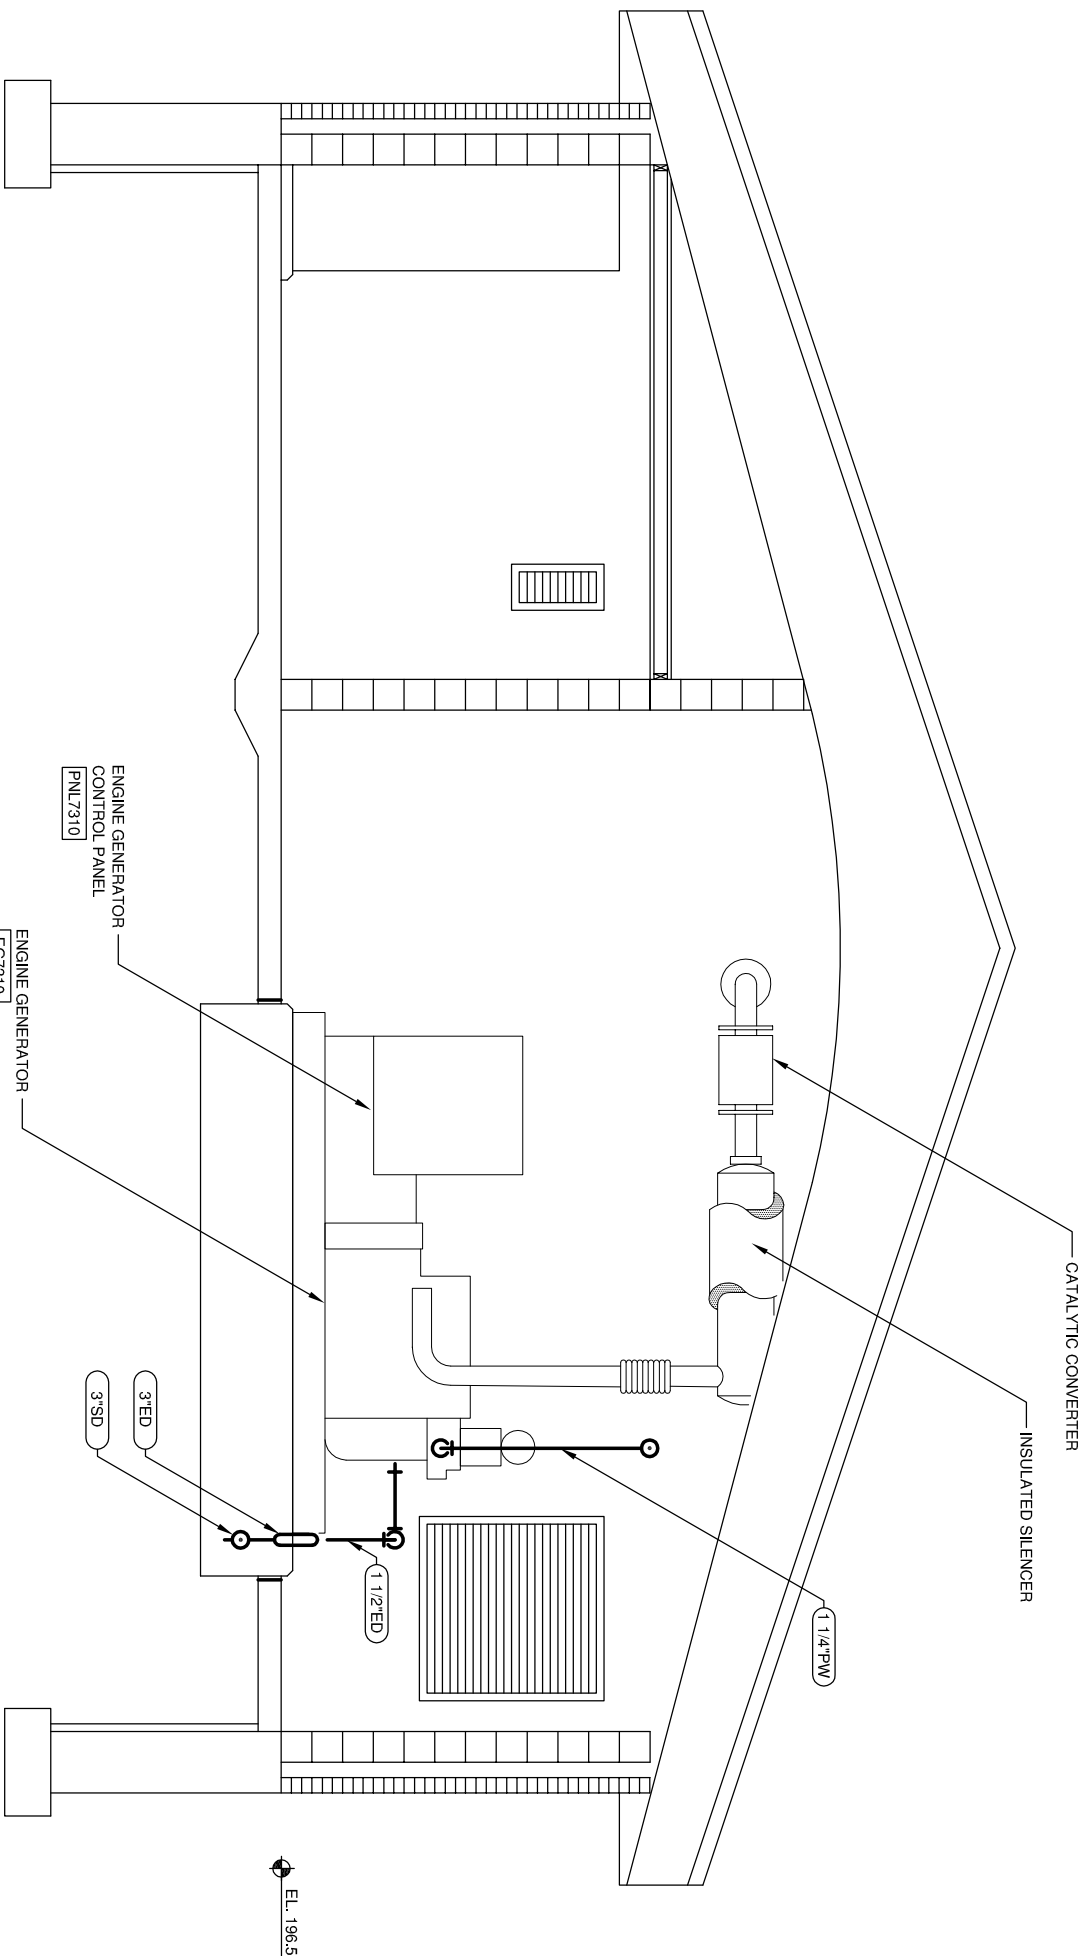 CATALYTIC CONVERTER
INSULATED SILENCER
1 1/4"PW
1 1/2"ED
3"ED
3"SD
ENGINE GENERATOR
CONTROL PANEL
PNL7310
ENGINE GENERATOR
EL. 196.5